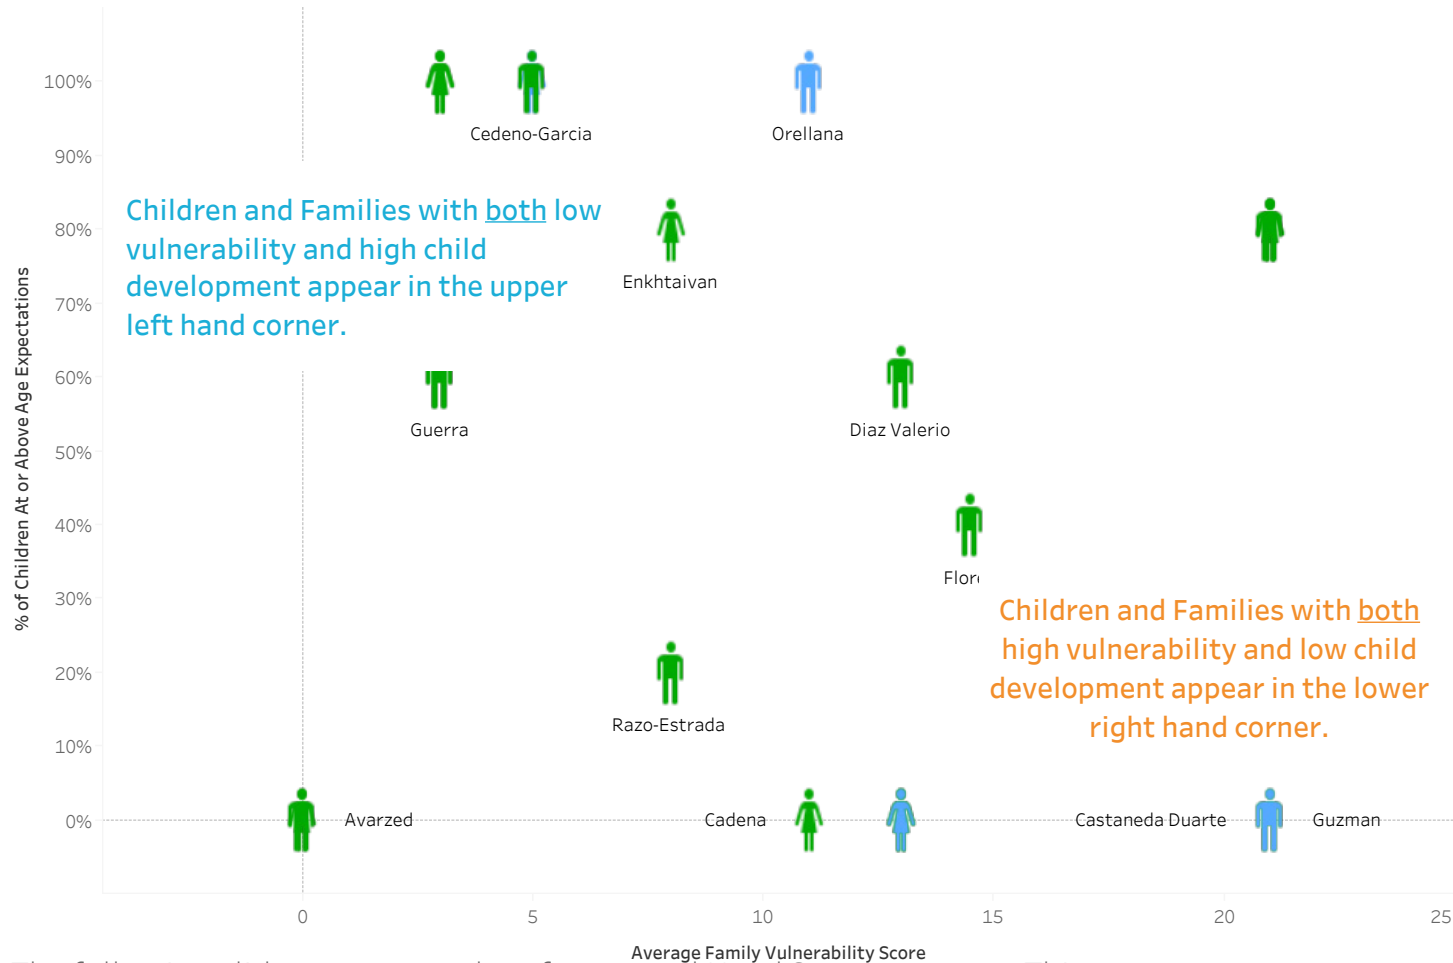 100%
Cedeno-Garcia
Orellana
90%
Children and Families with both low
vulnerability and high child
development appear in the upper
left hand corner.
80%
Enkhtaivan
70%
60%
Guerra
Diaz Valerio
50%
40%
30%
Children and Families with both
high vulnerability and low child
development appear in the lower
right hand corner.
20%
Razo-Estrada
10%
0%
Avarzed
Cadena
Castaneda Duarte
Guzman
% of Children At or Above Age Expectations
0 5 10 15 20 25
Average Family Vulnerability Score